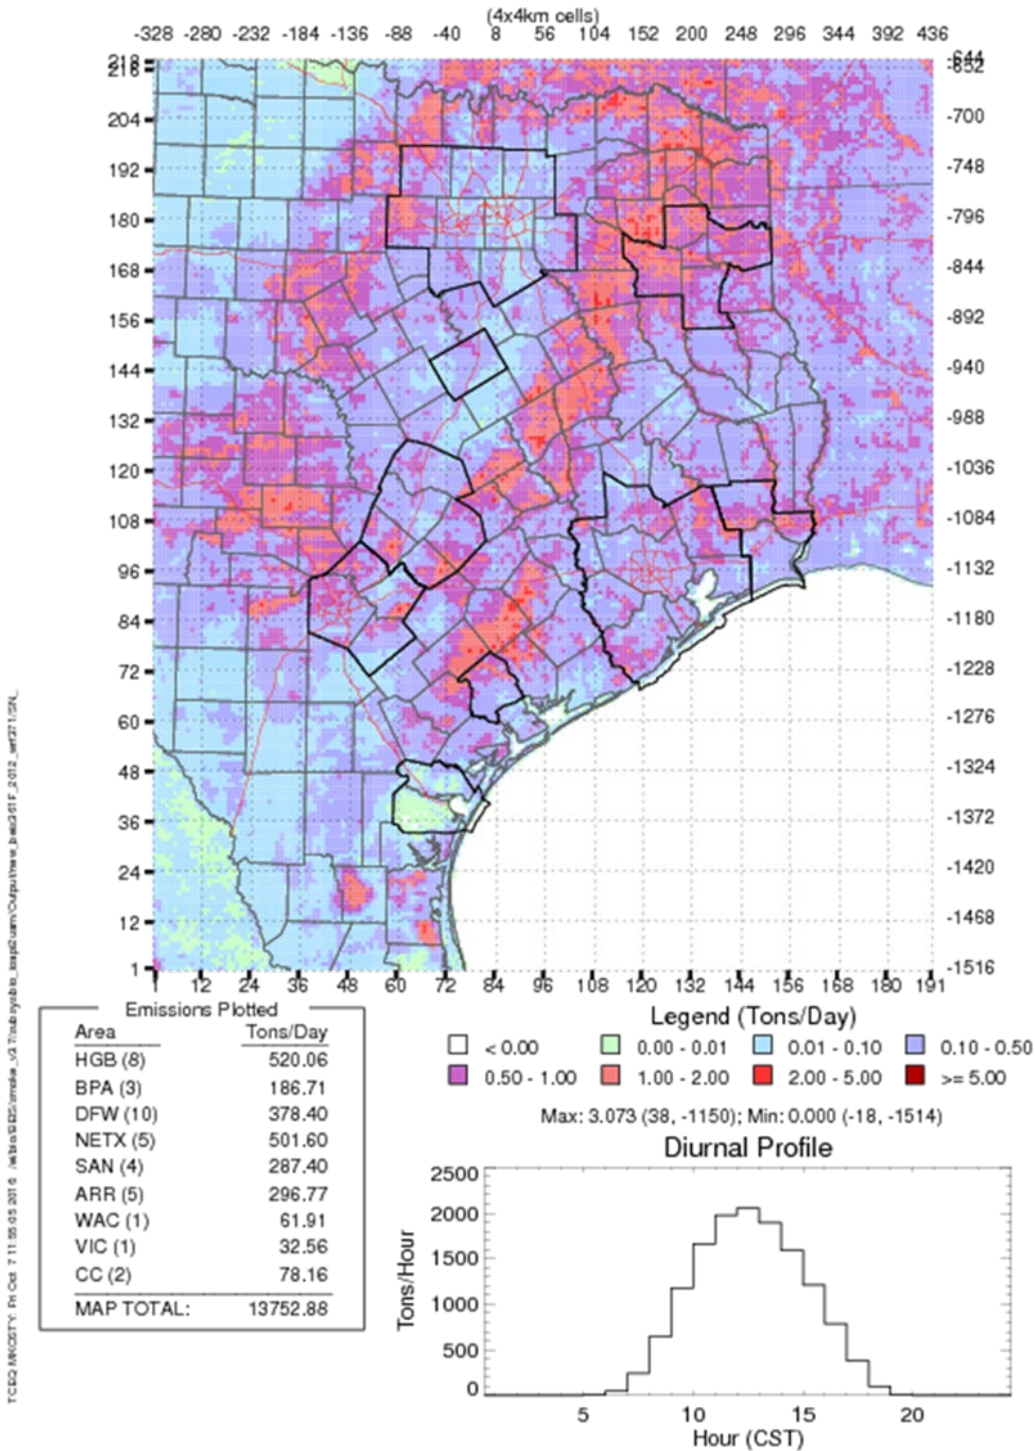 (4x4km cells)
-328 -280 -232 -184 -136 -88 -40 8 56 104 152 200 248 296 344 392 436
218
216
204
192
180
168
156
144
132
120
108
96
84
72
60
48
36
24
12
1
-644
-652
-700
-748
-796
-844
-892
-940
-988
-1036
-1084
-1132
-1180
-1228
-1276
-1324
-1372
-1420
-1468
-1516
1 12 24 36 48 60 72 84 96 108 120 132 144 156 168 180 191
Emissions Plotted
Area Tons/Day
HGB (8) 520.06
BPA (3) 186.71
DFW (10) 378.40
NETX (5) 501.60
SAN (4) 287.40
ARR (5) 296.77
WAC (1) 61.91
VIC (1) 32.56
CC (2) 78.16
MAP TOTAL: 13752.88
Legend (Tons/Day)
< 0.00 0.00 - 0.01 0.01 - 0.10 0.10 - 0.50
0.50 - 1.00 1.00 - 2.00 2.00 - 5.00 >= 5.00
Max: 3.073 (38, -1150); Min: 0.000 (-18, -1514)
Diurnal Profile
Tons/Hour
2500
2000
1500
1000
500
0
5 10 15 20
Hour (CST)